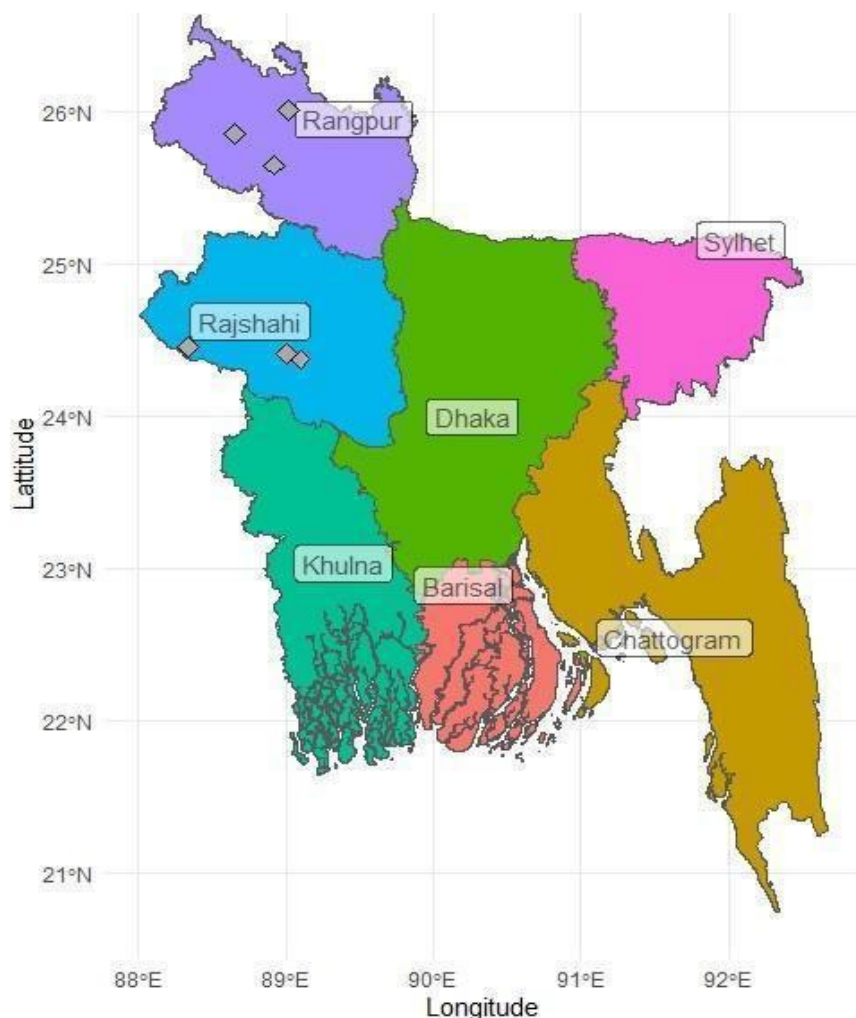 26°N
Rangpur
Sylhet
25°N
Rajshahi
24°N
Dhaka
Lattitude
Khulna
23°N
Barisal
Chattogram
22°N
21°N
88°E 89°E 90°E 91°E 92°E
Longitude